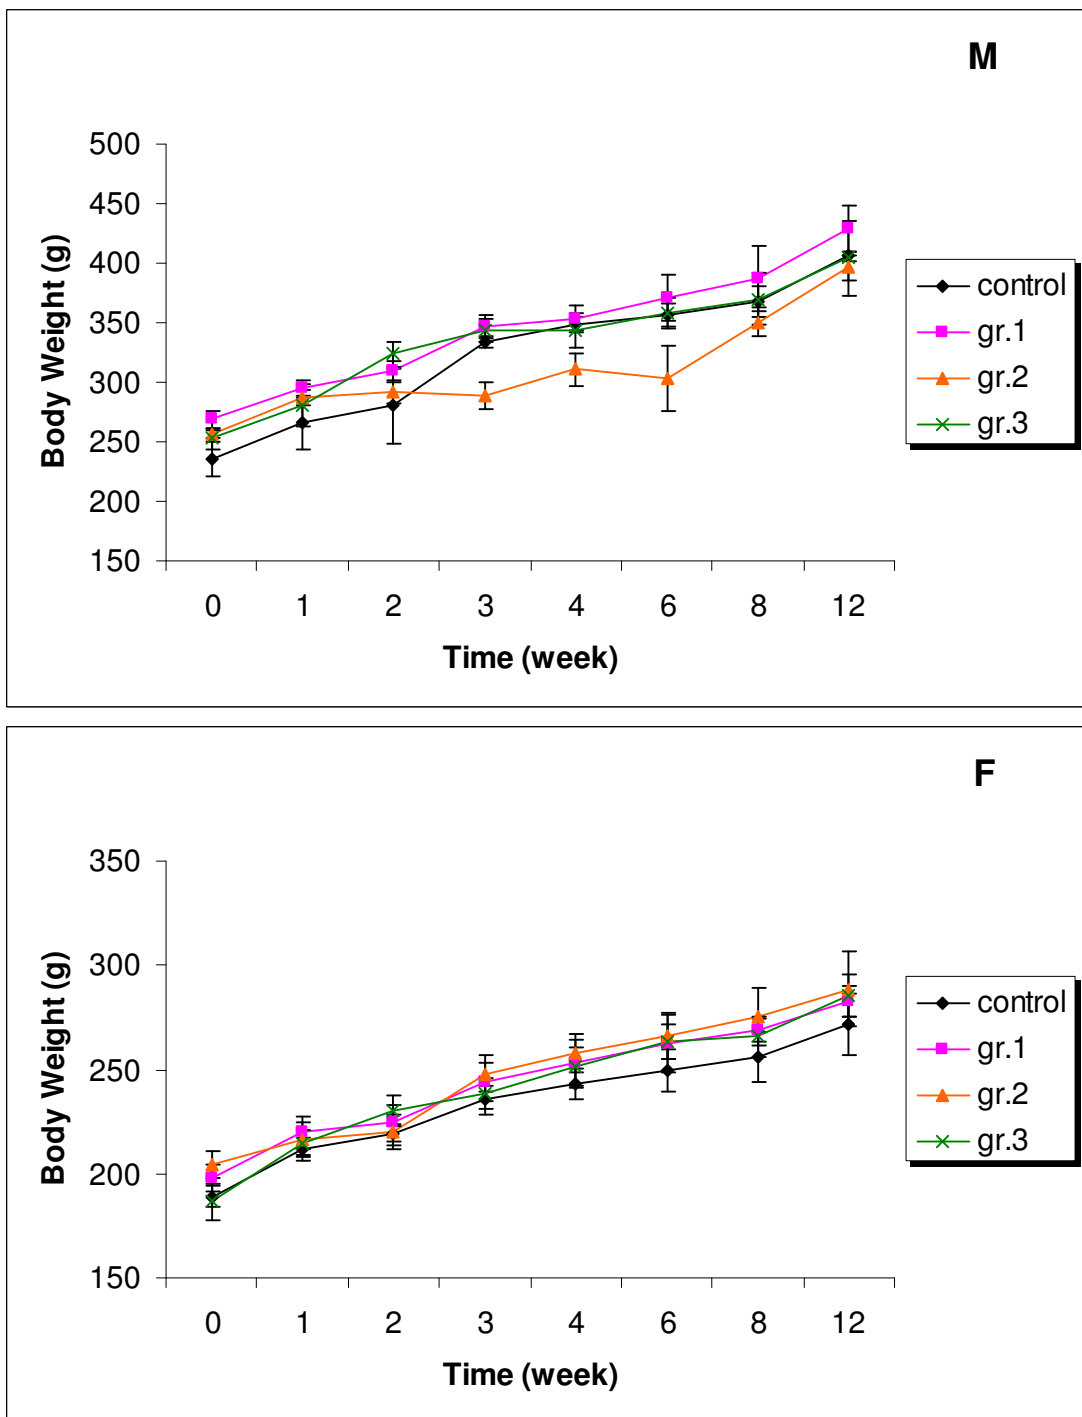 M
500
450
400
350
300
250
200
150
Body Weight (g)
0 1 2 3 4 6 8 12
Time (week)
control
gr.1
gr.2
gr.3
F
350
300
250
200
150
Body Weight (g)
0 1 2 3 4 6 8 12
Time (week)
control
gr.1
gr.2
gr.3